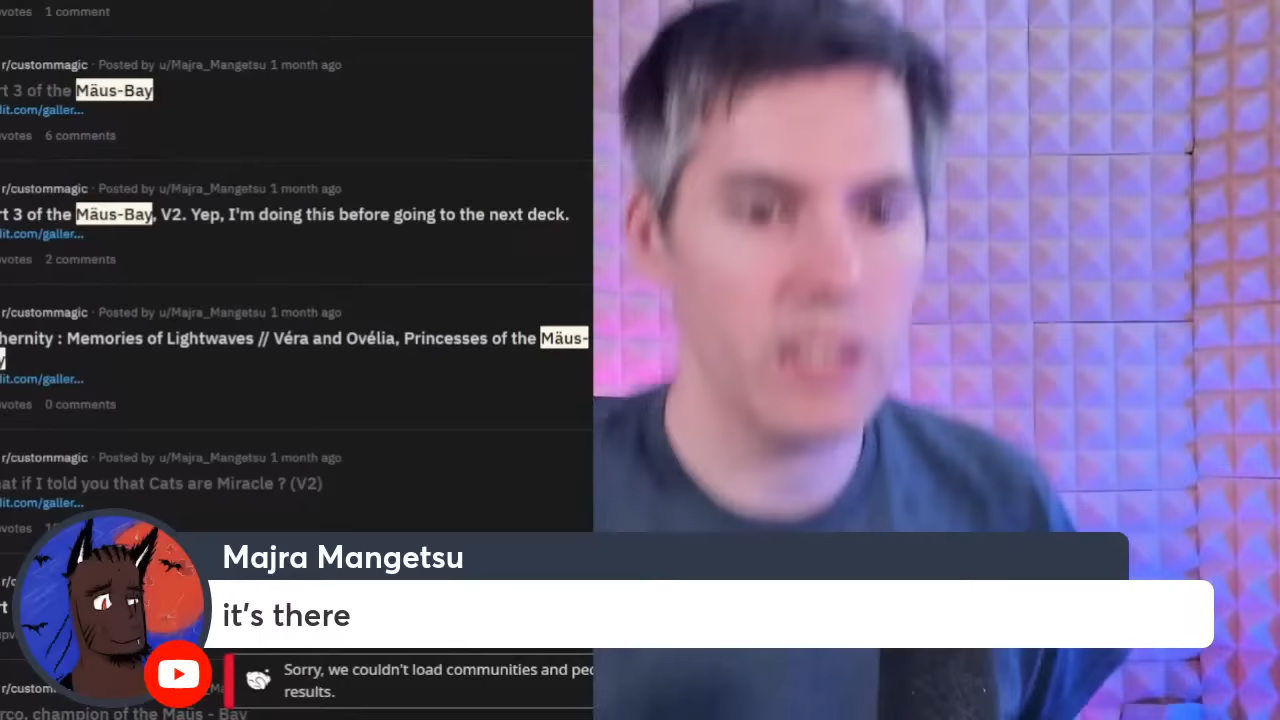 votes 1 comment
r/custommagic · Posted by u/Majra_Mangetsu 1 month ago
rt 3 of the Mäus-Bay
dit.com/galler...
votes 6 comments
r/custommagic · Posted by u/Majra_Mangetsu 1 month ago
rt 3 of the Mäus-Bay, V2. Yep, I'm doing this before going to the next deck.
dit.com/galler...
votes 2 comments
r/custommagic · Posted by u/Majra_Mangetsu 1 month ago
hernity : Memories of Lightwaves // Véra and Ovélia, Princesses of the Mäus-
y
dit.com/galler...
votes 0 comments
r/custommagic · Posted by u/Majra_Mangetsu 1 month ago
hat if I told you that Cats are Miracle ? (V2)
dit.com/galler...
votes
Majra Mangetsu
it's there
Sorry, we couldn't load communities and peo
results.
r/custom
rco, champion of the Maüs - Bay